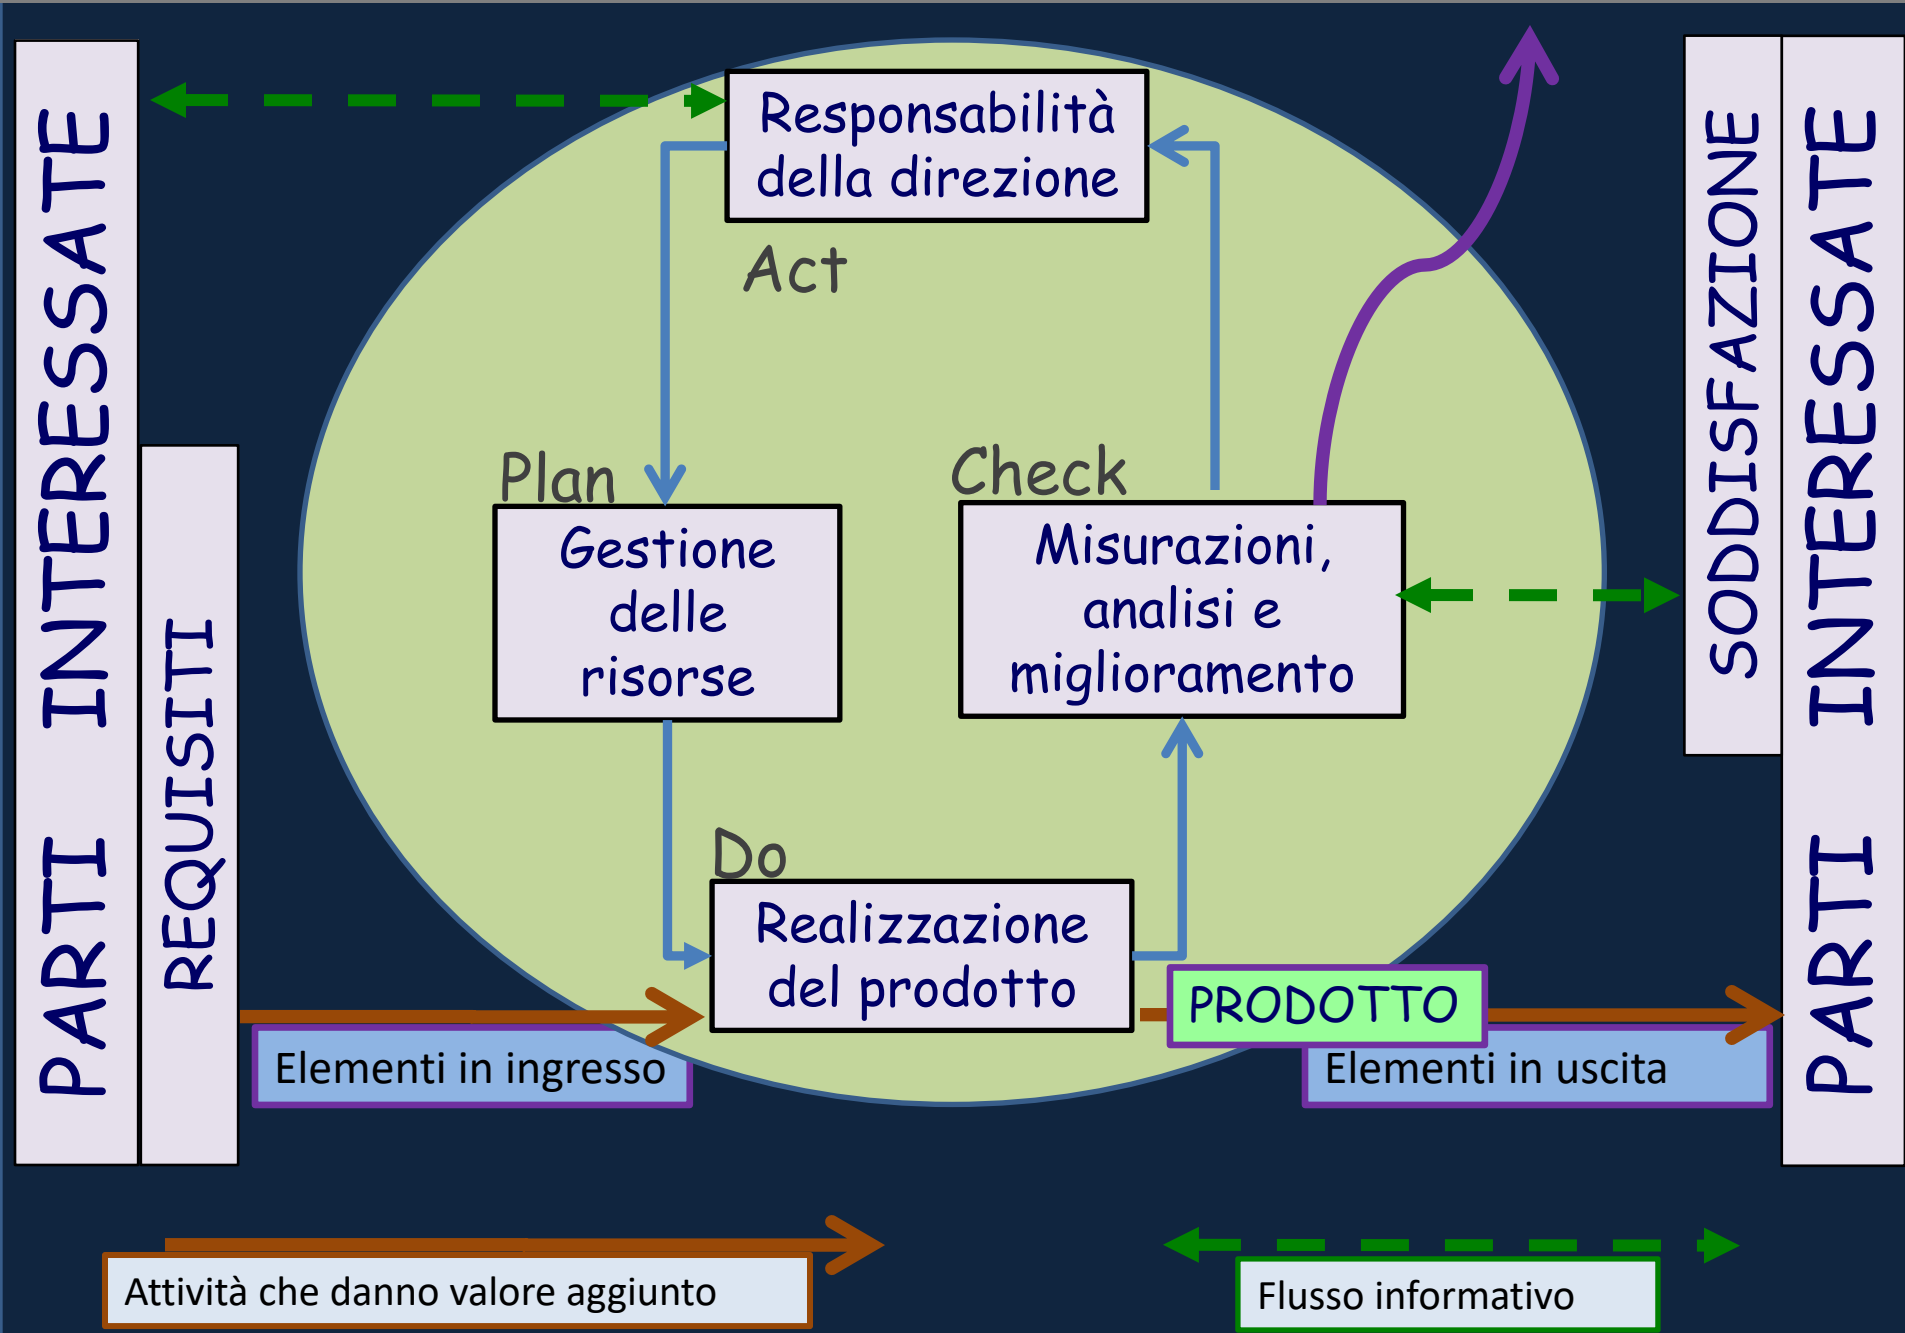 PARTI INTERESSATE
REQUISITI
Responsabilità
della direzione
Act
Plan
Gestione
delle
risorse
Check
Misurazioni,
analisi e
miglioramento
Do
Realizzazione
del prodotto
PRODOTTO
Elementi in ingresso
Elementi in uscita
SODDISFAZIONE
PARTI INTERESSATE
Attività che danno valore aggiunto
Flusso informativo